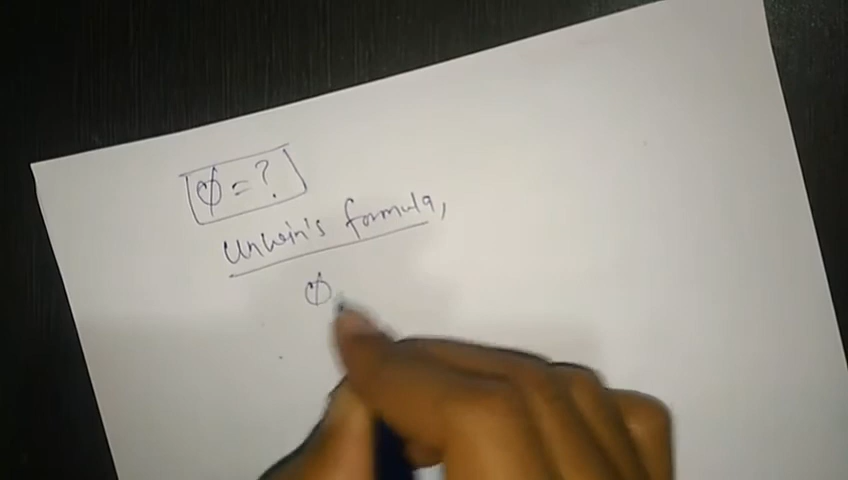 φ = ?
Unwin's formula,
φ